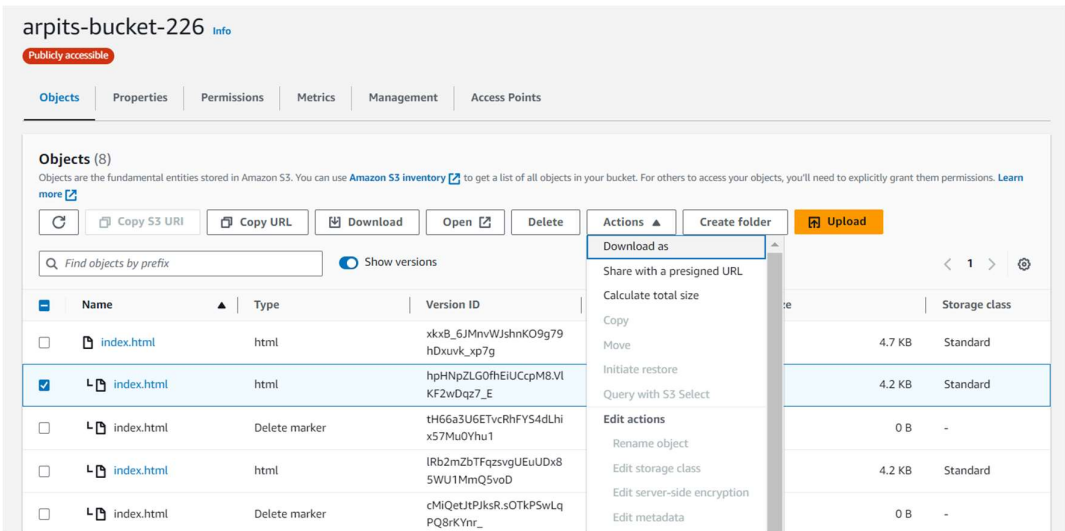 arpits-bucket-226 Info
Publicly accessible
Objects Properties Permissions Metrics Management Access Points
Objects (8)
Objects are the fundamental entities stored in Amazon S3. You can use Amazon S3 inventory to get a list of all objects in your bucket. For others to access your objects, you'll need to explicitly grant them permissions. Learn
more
Copy S3 URI Copy URL Download Open Delete Actions Create folder Upload
Find objects by prefix Show versions 1
Download as
Share with a presigned URL
Calculate total size
Copy
Move
Initiate restore
Query with S3 Select
Edit actions
Rename object
Edit storage class
Edit server-side encryption
Edit metadata
Name Type Version ID Storage class
index.html html xkxB_6JMnvWJshnKO9g79 4.7 KB Standard
hDxuvk_xp7g
index.html html hpHNpZLG0fhEiUCcpM8.Vl 4.2 KB Standard
KF2wDqz7_E
index.html Delete marker tH66a3U6ETvcRhFYS4dLhi 0 B -
x57Mu0Yhu1
index.html html lRb2mZbTFqzsvgUEuUDx8 4.2 KB Standard
5WU1MmQ5voD
index.html Delete marker cMiQetJtPJksR.sOTkPSwLq 0 B -
PQ8rKYnr_